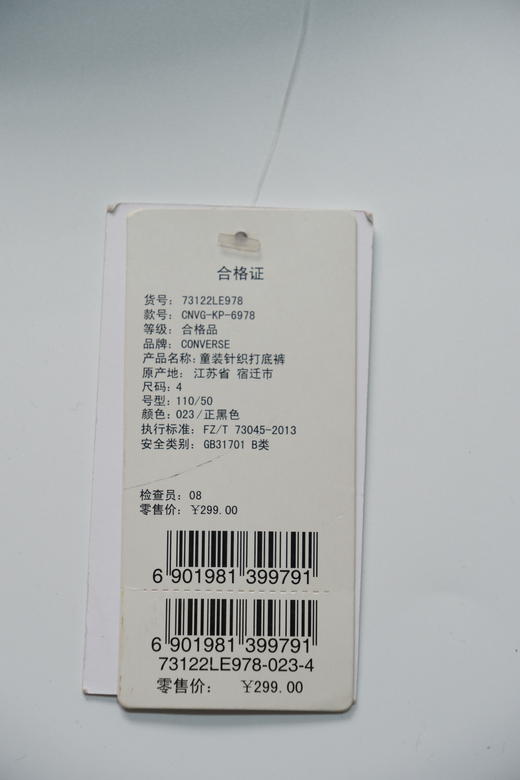 合格证
货号: 73122LE978
款号: CNVG-KP-6978
等级: 合格品
品牌: CONVERSE
产品名称: 童装针织打底裤
原产地: 江苏省 宿迁市
尺码: 4
号型: 110/50
颜色: 023/正黑色
执行标准: FZ/T 73045-2013
安全类别: GB31701 B类
检查员: 08
零售价: ¥299.00
6 901981 399791
6 901981 399791
73122LE978-023-4
零售价: ¥299.00